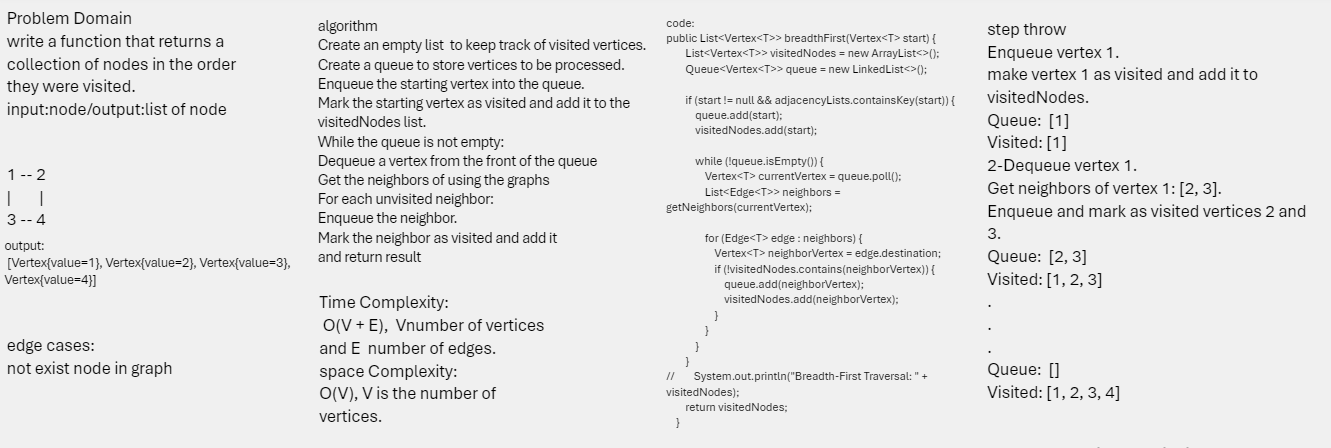 Problem Domain
write a function that returns a
collection of nodes in the order
they were visited.
input:node/output:list of node
1 -- 2
|      |
3 -- 4
output:
[Vertex{value=1}, Vertex{value=2}, Vertex{value=3},
Vertex{value=4}]
edge cases:
not exist node in graph
algorithm
Create an empty list  to keep track of visited vertices.
Create a queue to store vertices to be processed.
Enqueue the starting vertex into the queue.
Mark the starting vertex as visited and add it to the
visitedNodes list.
While the queue is not empty:
Dequeue a vertex from the front of the queue
Get the neighbors of using the graphs
For each unvisited neighbor:
Enqueue the neighbor.
Mark the neighbor as visited and add it
and return result
Time Complexity:
O(V + E),  Vnumber of vertices
and E  number of edges.
space Complexity:
O(V), V is the number of
vertices.
code:
public List<Vertex<T>> breadthFirst(Vertex<T> start) {
List<Vertex<T>> visitedNodes = new ArrayList<>();
Queue<Vertex<T>> queue = new LinkedList<>();
if (start != null && adjacencyLists.containsKey(start)) {
queue.add(start);
visitedNodes.add(start);
while (!queue.isEmpty()) {
Vertex<T> currentVertex = queue.poll();
List<Edge<T>> neighbors =
getNeighbors(currentVertex);
for (Edge<T> edge : neighbors) {
Vertex<T> neighborVertex = edge.destination;
if (!visitedNodes.contains(neighborVertex)) {
queue.add(neighborVertex);
visitedNodes.add(neighborVertex);
}
}
}
}
//      System.out.println("Breadth-First Traversal: " +
visitedNodes);
return visitedNodes;
}
step throw
Enqueue vertex 1.
make vertex 1 as visited and add it to
visitedNodes.
Queue:  [1]
Visited: [1]
2-Dequeue vertex 1.
Get neighbors of vertex 1: [2, 3].
Enqueue and mark as visited vertices 2 and
3.
Queue:  [2, 3]
Visited: [1, 2, 3]
.
.
.
Queue:  []
Visited: [1, 2, 3, 4]